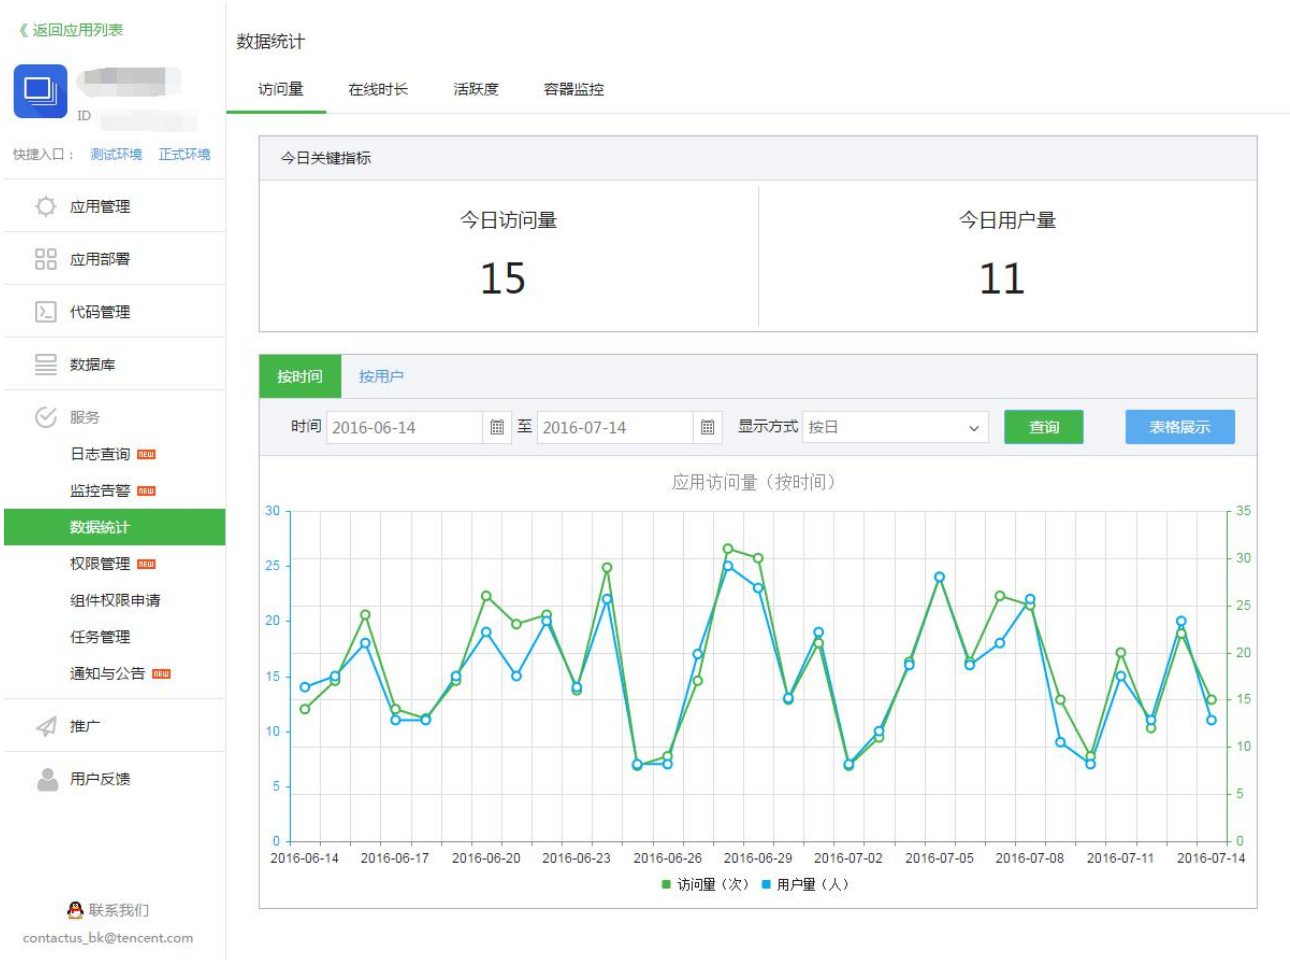 《 返回应用列表
ID
快捷入口： 测试环境 正式环境
应用管理
应用部署
代码管理
数据库
服务
日志查询 NEW
监控告警 NEW
数据统计
权限管理 NEW
组件权限申请
任务管理
通知与公告 NEW
推广
用户反馈
联系我们
contactus_bk@tencent.com
数据统计
访问量 在线时长 活跃度 容器监控
今日关键指标
今日访问量 今日用户量
15 11
按时间 按用户
时间 2016-06-14 至 2016-07-14 显示方式 按日 查询 表格展示
应用访问量（按时间）
30 35
25 30
20 25
15 20
10 15
5 10
0 5
0
2016-06-14 2016-06-17 2016-06-20 2016-06-23 2016-06-26 2016-06-29 2016-07-02 2016-07-05 2016-07-08 2016-07-11 2016-07-14
访问量（次） 用户量（人）